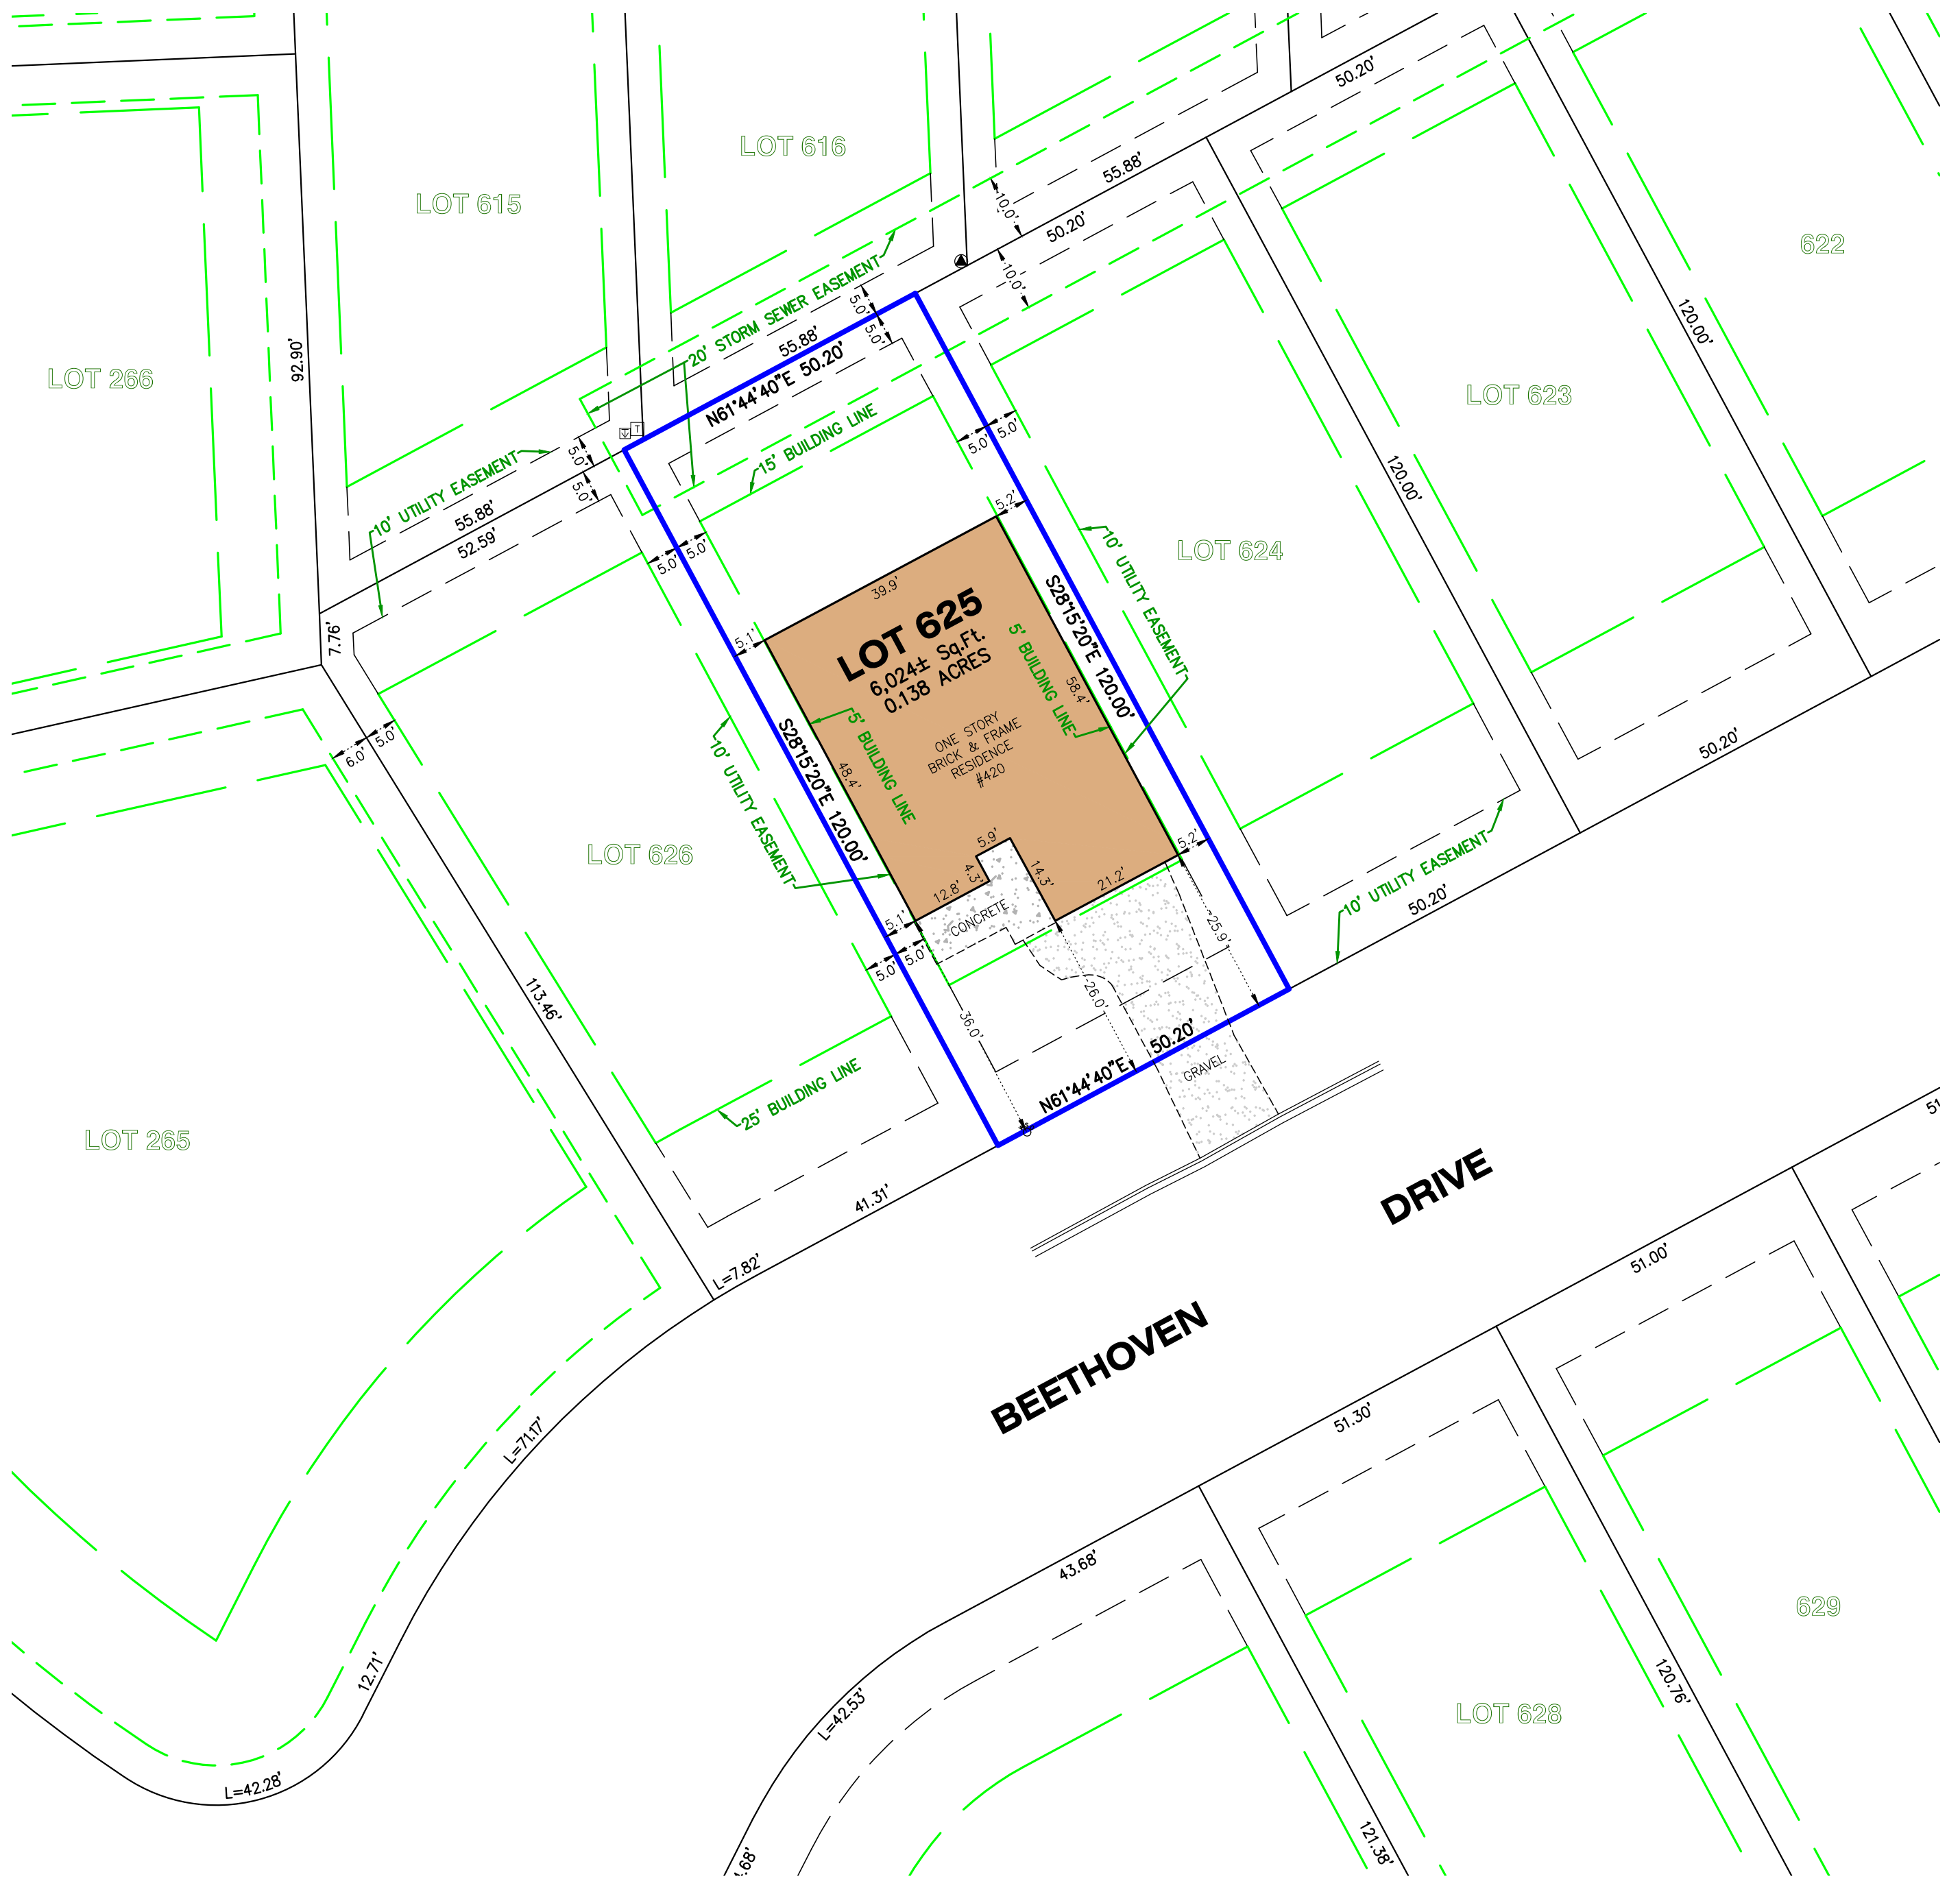 50.20'
LOT 616
LOT 615
55.88'
10.0'
50.20'
622
10.0'
20' STORM SEWER EASEMENT
5.0'
5.0'
55.88'
N61°44'40"E 50.20'
120.00'
92.90'
LOT 266
LOT 623
15' BUILDING LINE
5.0'
5.0'
T
5.0'
5.0'
10' UTILITY EASEMENT
55.88'
52.59'
120.00'
5.2'
5.0'
5.0'
10' UTILITY EASEMENT
LOT 624
39.9'
LOT 625
6,024± Sq.Ft.
0.138 ACRES
5' BUILDING LINE
S28°15'20"E 120.00'
58.4'
7.76'
5.1'
6.0'
5.0'
10' UTILITY EASEMENT
S28°15'20"E 120.00'
5' BUILDING LINE
48.4'
ONE STORY
BRICK & FRAME
RESIDENCE
#420
50.20'
LOT 626
5.9'
4.3'
14.3'
12.8'
21.2'
5.2'
10' UTILITY EASEMENT
50.20'
CONCRETE
5.1'
5.0'
5.0'
25.9'
26.0'
36.0'
113.46'
N61°44'40"E 50.20'
GRAVEL
25' BUILDING LINE
LOT 265
41.31'
L=7.82'
DRIVE
BEETHOVEN
51.00'
51.30'
L=71.17'
43.68'
629
12.71'
120.76'
L=42.53'
LOT 628
L=42.28'
121.38'